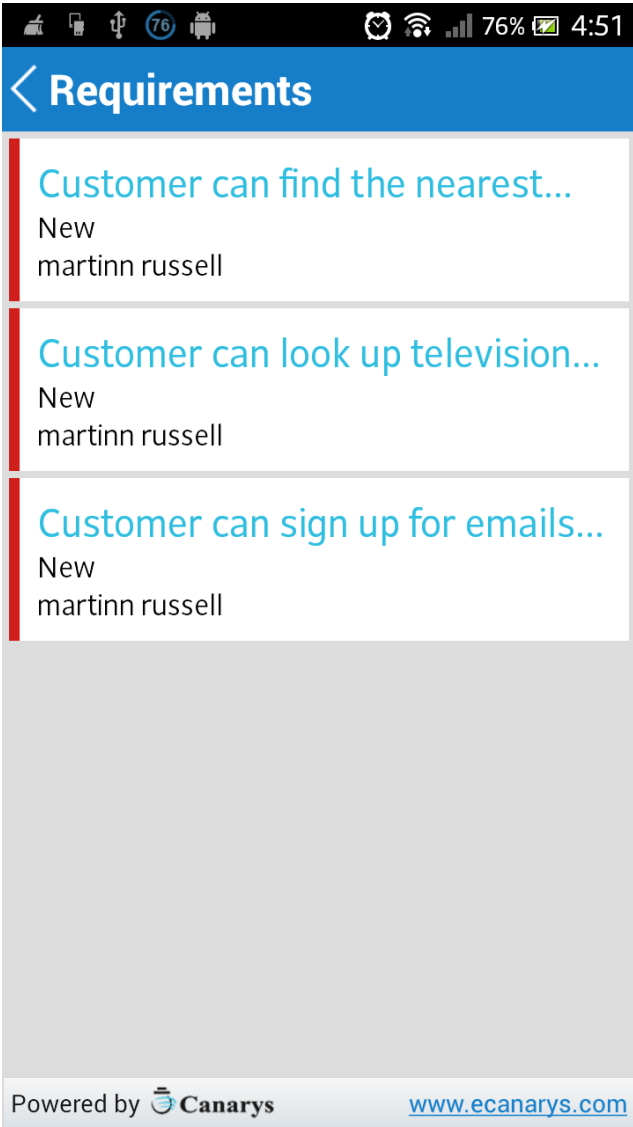 76 76% 4:51
Requirements
Customer can find the nearest...
New
martinn russell
Customer can look up television...
New
martinn russell
Customer can sign up for emails...
New
martinn russell
Powered by Canarys www.ecanarys.com